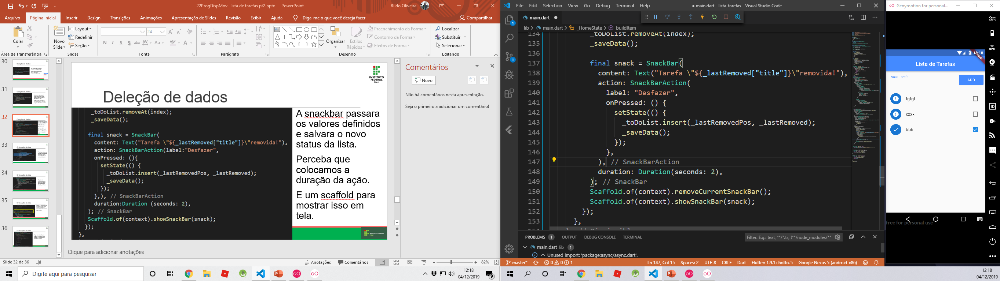 22ProgDispMov -lista de tarefas pt2.pptx - PowerPoint
Rildo Oliveira
Arquivo
Página Inicial
Inserir
Design
Transições
Animações
Apresentação de Slides
Revisão
Exibir
Ajuda
Diga-me o que você deseja fazer
Compartilhar
Colar
Novo
Slide
Layout
Redefinir
Seção
24
N I S S abc AV Aa
Organizar
Estilos
Rápidos
Preenchimento da Forma
Contorno da Forma
Efeitos de Forma
Localizar
Substituir
Selecionar
Área de Transferência
Slides
Fonte
Parágrafo
Desenho
Editando
30
31
32
33
34
35
36
INSTITUTO
FEDERAL
Piauí
Deleção de dados
_toDoList.removeAt(index);
_saveData();
final snack = SnackBar(
content: Text("Tarefa \"${_lastRemoved["title"]}\"removida!"),
action: SnackBarAction(label:"Desfazer",
onPressed: (){
setState(() {
_toDoList.insert(_lastRemovedPos, _lastRemoved);
_saveData();
});
},), // SnackBarAction
duration:Duration (seconds: 2),
); // SnackBar
Scaffold.of(context).showSnackBar(snack);
});
},
A snackbar passara
os valores definidos
e salvara o novo
status da lista.
Perceba que
colocamos a
duração da ação.
E um scaffold para
mostrar isso em
tela.
INSTITUTO FEDERAL
Comentários
Novo
Não há comentários nesta apresentação.
Seja o primeiro a adicionar um comentário!
Clique para adicionar anotações
Slide 32 de 36
Anotações
Comentários
82%
Digite aqui para pesquisar
12:18
04/12/2019
9
File Edit Selection View Go Debug Terminal Help
● main.dart - lista_tarefas - Visual Studio Code
main.dart
lib > main.dart > _HomeState > buildItem
1
1
134 _toDoList.removeAt(index);
135 _saveData();
136
137 final snack = SnackBar(
138 content: Text("Tarefa \"${_lastRemoved["title"]}\"removida!"),
139 action: SnackBarAction(
140 label: "Desfazer",
141 onPressed: () {
142 setState(() {
143 _toDoList.insert(_lastRemovedPos, _lastRemoved);
144 _saveData();
145 });
146 },
147 ), // SnackBarAction
148 duration: Duration(seconds: 2),
149 ); // SnackBar
150 Scaffold.of(context).removeCurrentSnackBar();
151 Scaffold.of(context).showSnackBar(snack);
152 });
153 },
154 ); // Dismissible
PROBLEMS 1 OUTPUT DEBUG CONSOLE TERMINAL
Filter. E.g.: text, **/*.ts, !**/node_modules/**
main.dart lib 1
Unused import: 'package:async/async.dart'.
master*
0 0 1
Ln 147, Col 15
Spaces: 2
UTF-8
CRLF
Dart
Flutter: 1.9.1+hotfix.5
Google Nexus 5 (android-x86)
Genymotion for personal...
Open
GAPPS
GPS
ID
DEBUG
Lista de Tarefas
Nova Tarefa
ADD
fgfgf
xxxx
bbb
free for personal use
12:18
04/12/2019